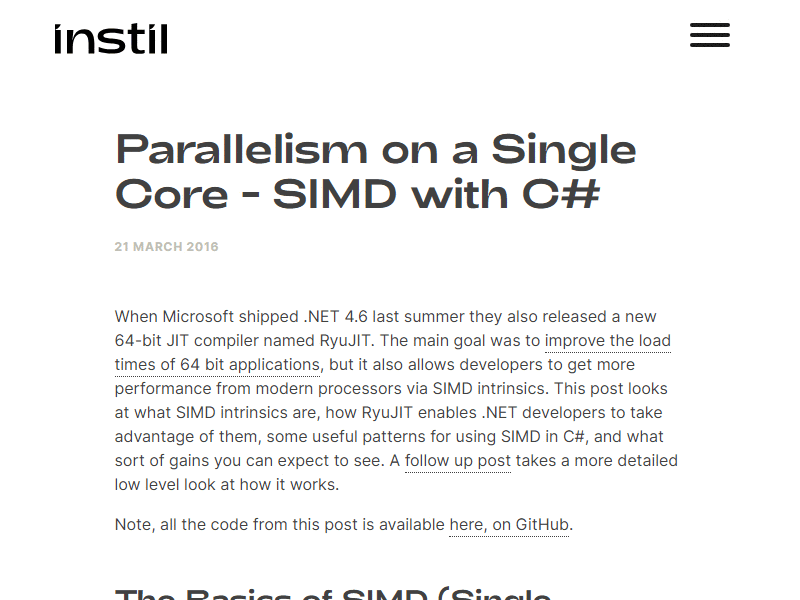 instil
Parallelism on a Single
Core - SIMD with C#
21 MARCH 2016
When Microsoft shipped .NET 4.6 last summer they also released a new
64-bit JIT compiler named RyuJIT. The main goal was to improve the load
times of 64 bit applications, but it also allows developers to get more
performance from modern processors via SIMD intrinsics. This post looks
at what SIMD intrinsics are, how RyuJIT enables .NET developers to take
advantage of them, some useful patterns for using SIMD in C#, and what
sort of gains you can expect to see. A follow up post takes a more detailed
low level look at how it works.
Note, all the code from this post is available here, on GitHub.
The Basics of SIMD (Single